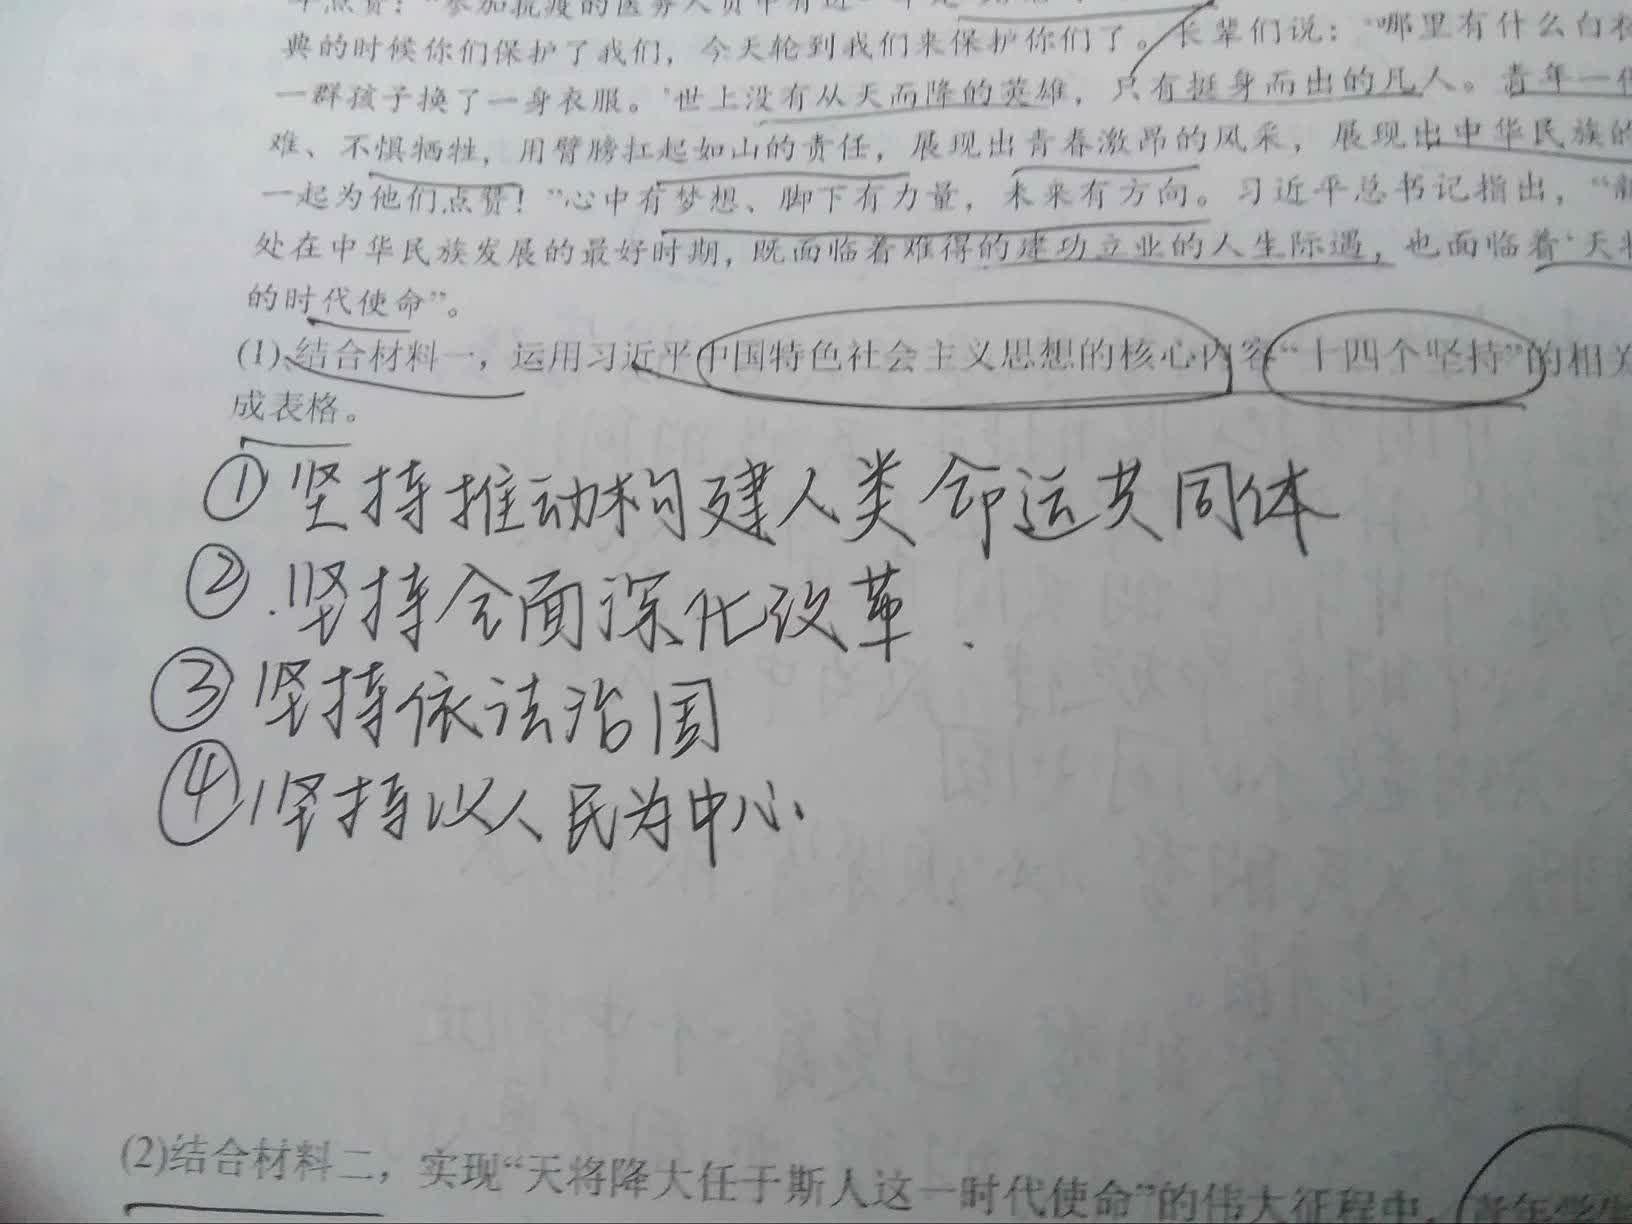 年点赞：“参加抗疫的医务人员中有近一半是
典的时候你们保护了我们，今天轮到我们来保护你们了。长辈们说：‘哪里有什么白衣
一群孩子换了一身衣服。’世上没有从天而降的英雄，只有挺身而出的凡人。青年一代
难、不惧牺牲，用臂膀扛起如山的责任，展现出青春激昂的风采，展现出中华民族的
一起为他们点赞！”心中有梦想、脚下有力量，未来有方向。习近平总书记指出，“新
处在中华民族发展的最好时期，既面临着难得的建功立业的人生际遇，也面临着‘天将
的时代使命”。
(1)结合材料一，运用习近平中国特色社会主义思想的核心内容“十四个坚持”的相关
成表格。
①坚持推动构建人类命运共同体
②.坚持全面深化改革.
③坚持依法治国
④坚持以人民为中心.
(2)结合材料二，实现“天将降大任于斯人这一时代使命”的伟大征程中，青年学生